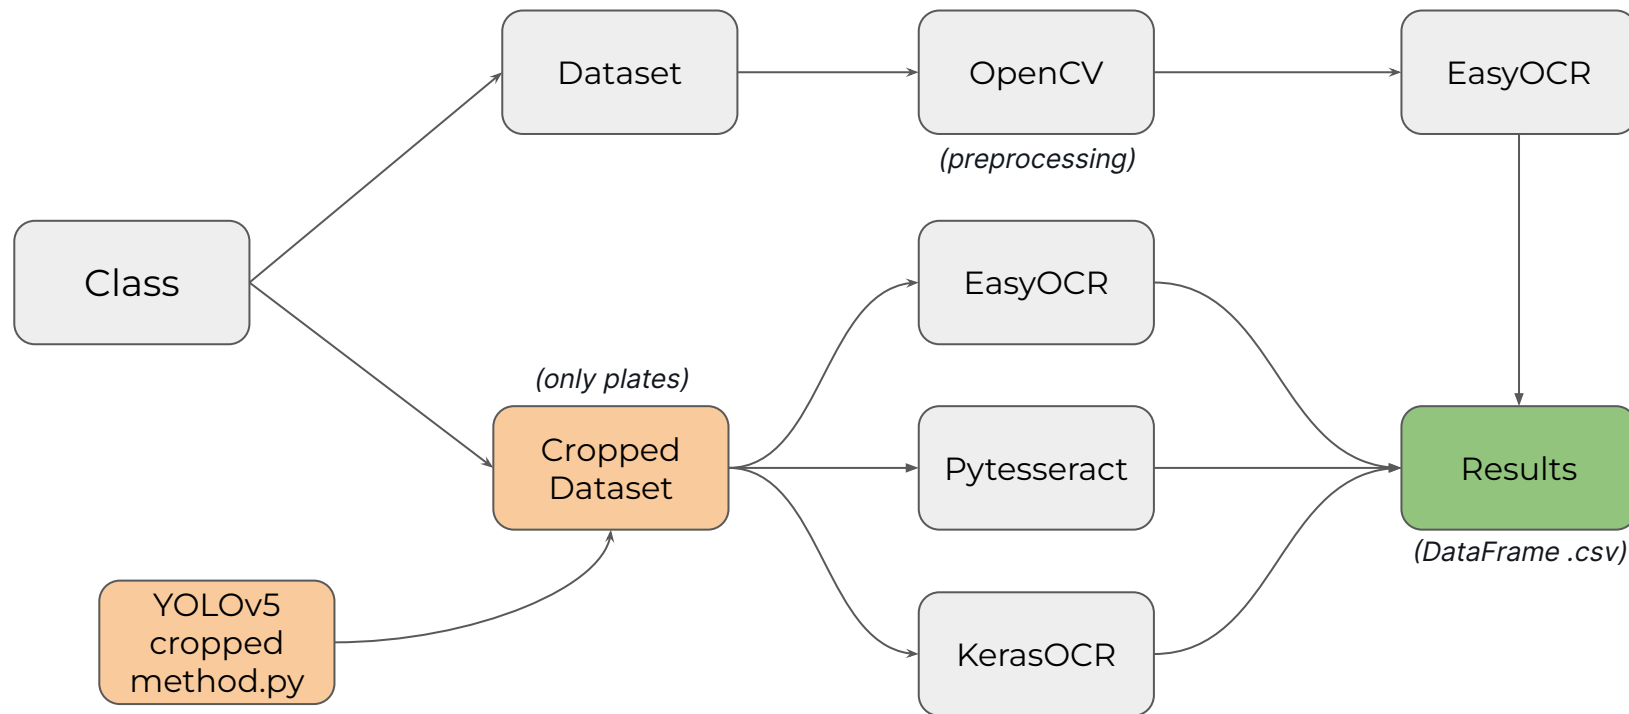 Dataset
OpenCV
EasyOCR
(preprocessing)
Class
EasyOCR
(only plates)
Cropped
Dataset
Pytesseract
Results
(DataFrame .csv)
YOLOv5
cropped
method.py
KerasOCR